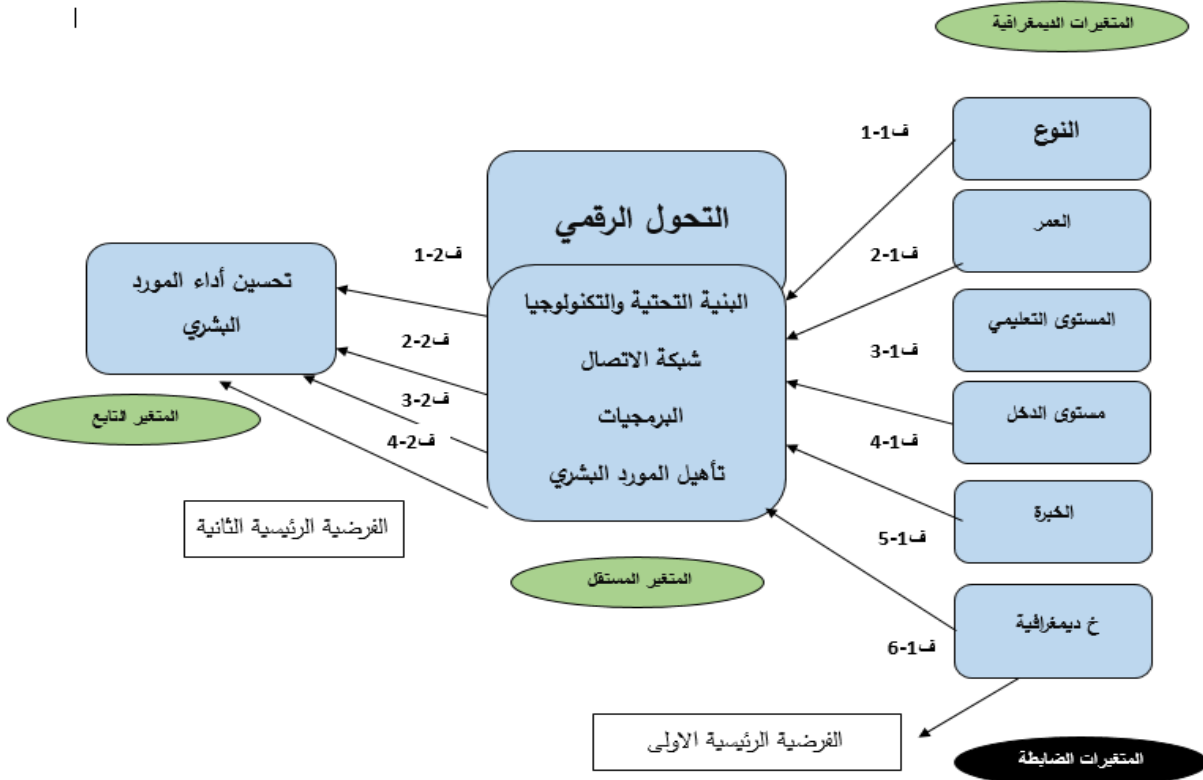 المتغيرات الديمغرافية
النوع
ف1-1
العمر
ف1-2
المستوى التعليمي
ف1-3
مستوى الدخل
ف1-4
الخبرة
ف1-5
خ ديمغرافية
ف1-6
المتغيرات الضابطة
الفرضية الرئيسية الاولى
التحول الرقمي
البنية التحتية والتكنولوجيا
شبكة الاتصال
البرمجيات
تأهيل المورد البشري
المتغير المستقل
ف2-1
ف2-2
ف2-3
ف2-4
تحسين أداء المورد
البشري
المتغير التابع
الفرضية الرئيسية الثانية